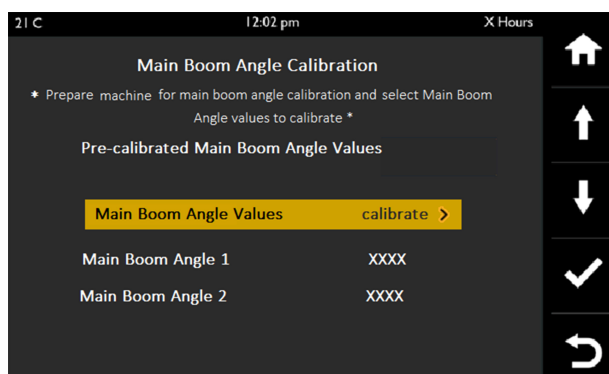 21 C 12:02 pm X Hours
Main Boom Angle Calibration
* Prepare machine for main boom angle calibration and select Main Boom
Angle values to calibrate *
Pre-calibrated Main Boom Angle Values
Main Boom Angle Values calibrate >
Main Boom Angle 1 XXXX
Main Boom Angle 2 XXXX